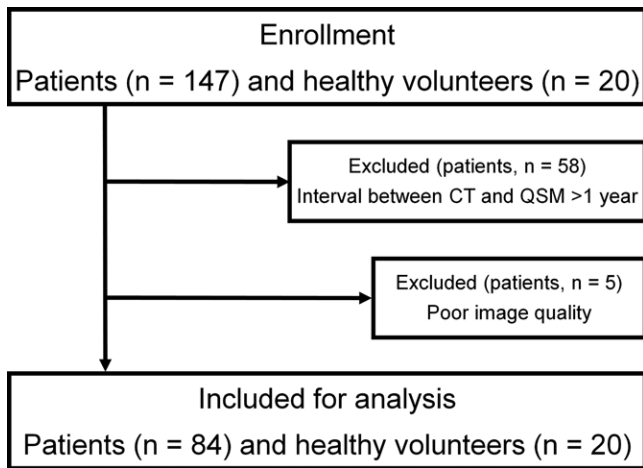 Enrollment
Patients (n = 147) and healthy volunteers (n = 20)
Excluded (patients, n = 58)
Interval between CT and QSM >1 year
Excluded (patients, n = 5)
Poor image quality
Included for analysis
Patients (n = 84) and healthy volunteers (n = 20)